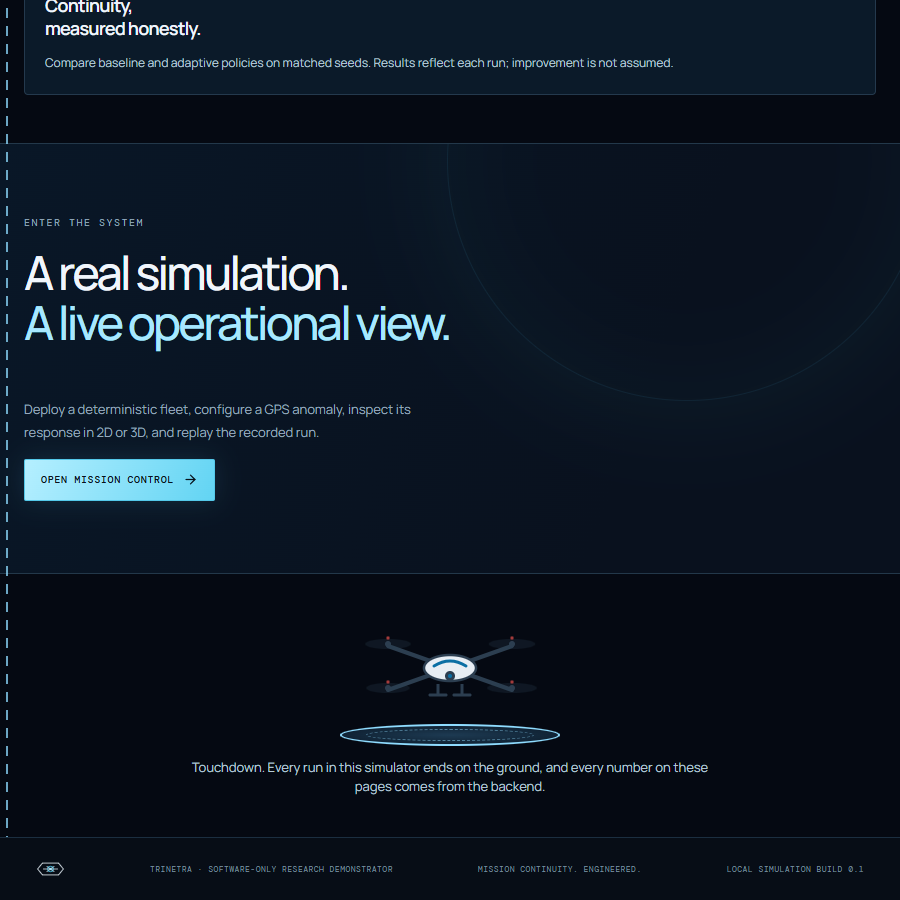 Continuity,
measured honestly.
Compare baseline and adaptive policies on matched seeds. Results reflect each run; improvement is not assumed.
ENTER THE SYSTEM
A real simulation.
A live operational view.
Deploy a deterministic fleet, configure a GPS anomaly, inspect its
response in 2D or 3D, and replay the recorded run.
OPEN MISSION CONTROL
Touchdown. Every run in this simulator ends on the ground, and every number on these
pages comes from the backend.
TRINETRA · SOFTWARE-ONLY RESEARCH DEMONSTRATOR
MISSION CONTINUITY. ENGINEERED.
LOCAL SIMULATION BUILD 0.1